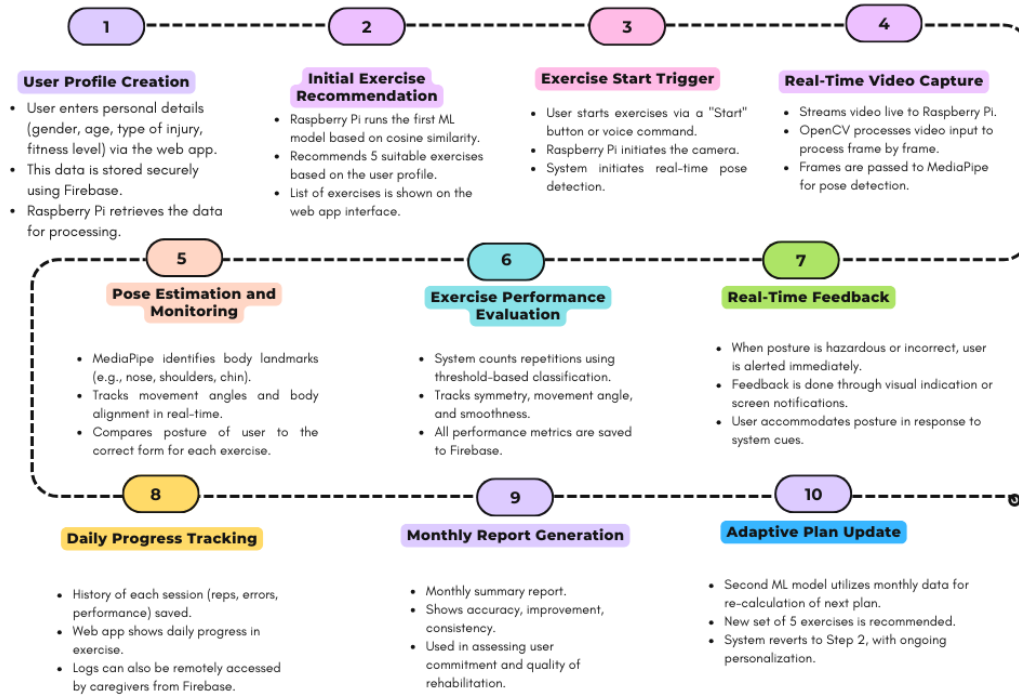 1
User Profile Creation
• User enters personal details
(gender, age, type of injury,
fitness level) via the web app.
• This data is stored securely
using Firebase.
• Raspberry Pi retrieves the data
for processing.
2
Initial Exercise
Recommendation
• Raspberry Pi runs the first ML
model based on cosine similarity.
• Recommends 5 suitable exercises
based on the user profile.
• List of exercises is shown on the
web app interface.
3
Exercise Start Trigger
• User starts exercises via a "Start"
button or voice command.
• Raspberry Pi initiates the camera.
• System initiates real-time pose
detection.
4
Real-Time Video Capture
• Streams video live to Raspberry Pi.
• OpenCV processes video input to
process frame by frame.
• Frames are passed to MediaPipe
for pose detection.
5
Pose Estimation and
Monitoring
• MediaPipe identifies body landmarks
(e.g., nose, shoulders, chin).
• Tracks movement angles and body
alignment in real-time.
• Compares posture of user to the
correct form for each exercise.
6
Exercise Performance
Evaluation
• System counts repetitions using
threshold-based classification.
• Tracks symmetry, movement angle,
and smoothness.
• All performance metrics are saved
to Firebase.
7
Real-Time Feedback
• When posture is hazardous or incorrect, user
is alerted immediately.
• Feedback is done through visual indication or
screen notifications.
• User accommodates posture in response to
system cues.
8
Daily Progress Tracking
• History of each session (reps, errors,
performance) saved.
• Web app shows daily progress in
exercise.
• Logs can also be remotely accessed
by caregivers from Firebase.
9
Monthly Report Generation
• Monthly summary report.
• Shows accuracy, improvement,
consistency.
• Used in assessing user
commitment and quality of
rehabilitation.
10
Adaptive Plan Update
• Second ML model utilizes monthly data for
re-calculation of next plan.
• New set of 5 exercises is recommended.
• System reverts to Step 2, with ongoing
personalization.